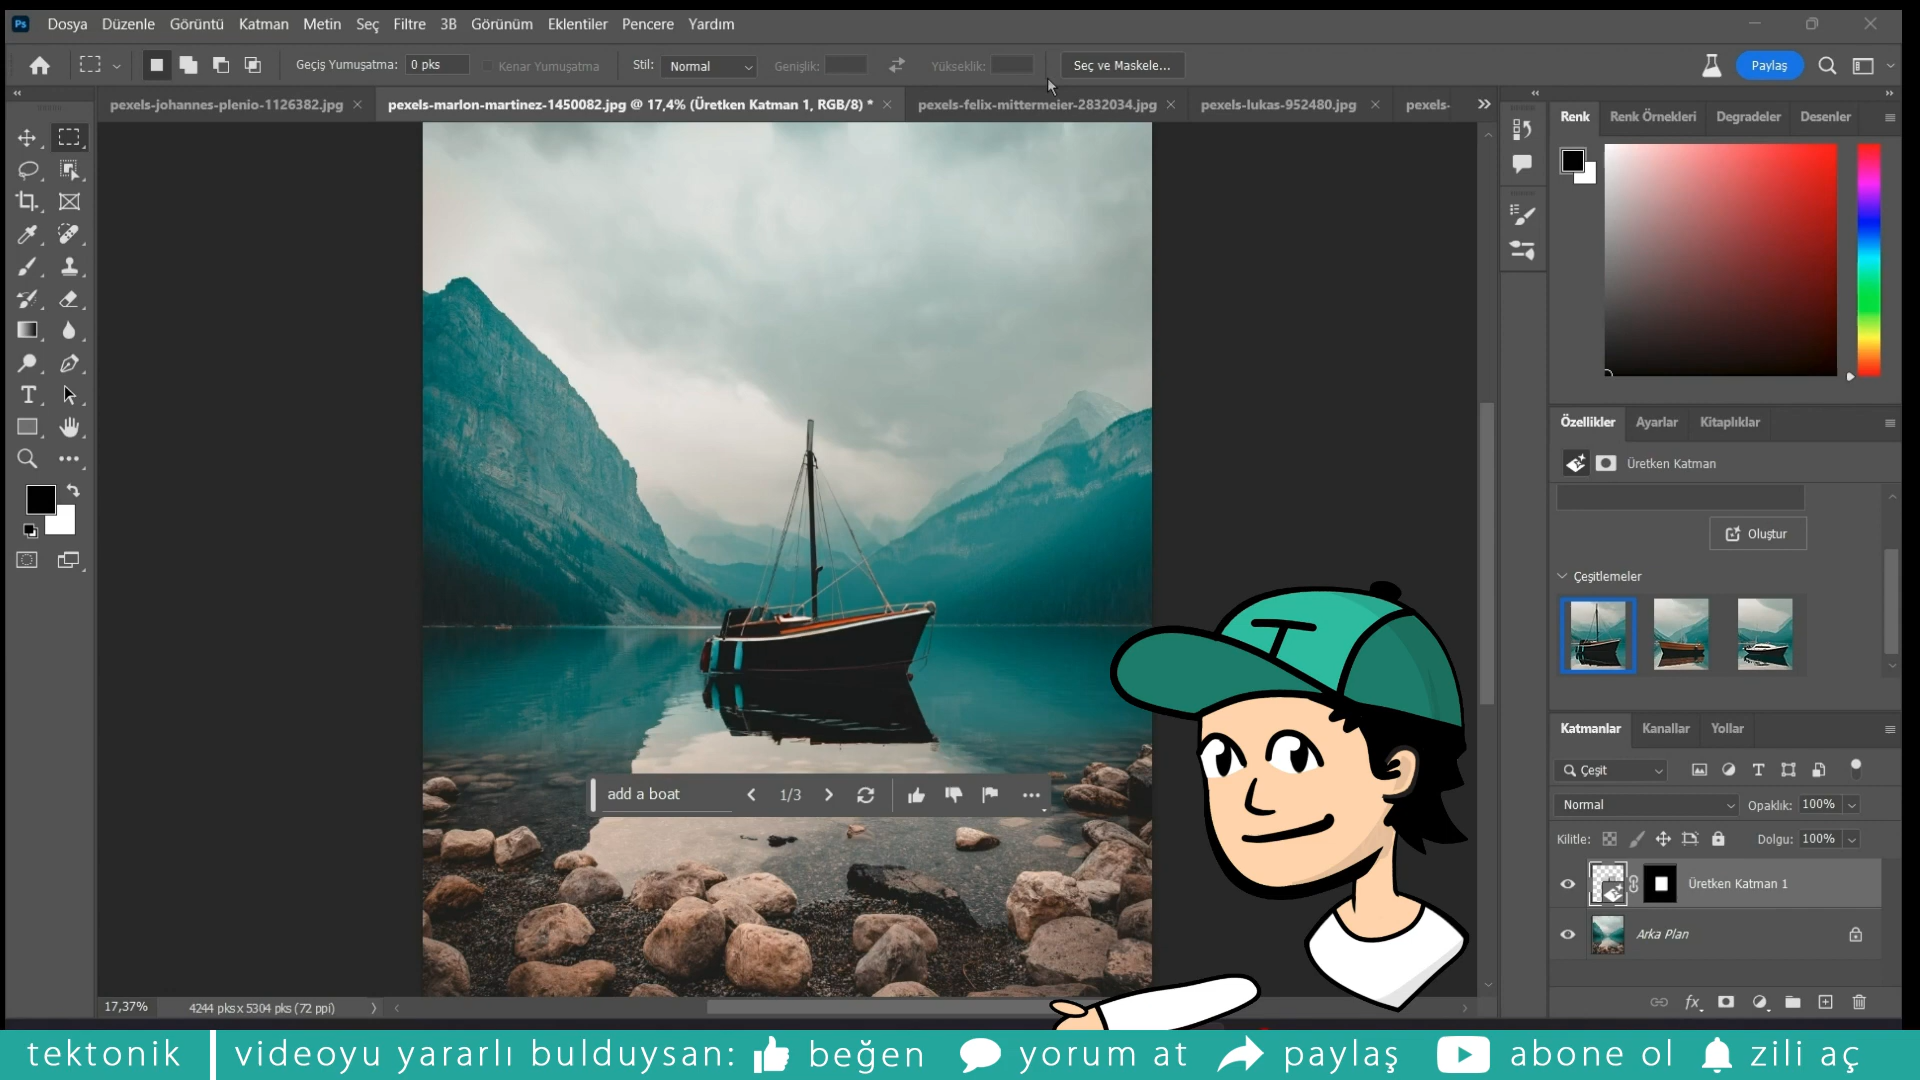 Ps Dosya Düzenle Görüntü Katman Metin Seç Filtre 3B Görünüm Eklentiler Pencere Yardım
Geçiş Yumuşatma: 0 pks Kenar Yumuşatma Stil: Normal Genişlik: Yükseklik: Seç ve Maskele... Paylaş
pexels-johannes-plenio-1126382.jpg pexels-marlon-martinez-1450082.jpg @ 17,4% (Üretken Katman 1, RGB/8) * pexels-felix-mittermeier-2832034.jpg pexels-lukas-952480.jpg pexels-
Renk Renk Örnekleri Degradeler Desenler
Özellikler Ayarlar Kitaplıklar
Üretken Katman
Oluştur
Çeşitlemeler
Katmanlar Kanallar Yollar
Çeşit
Normal Opaklık: 100%
Kilitle: Dolgu: 100%
Üretken Katman 1
Arka Plan
add a boat 1/3
17,37% 4244 pks x 5304 pks (72 ppi)
tektonik videoyu yararlı bulduysan: beğen yorum at paylaş abone ol zili aç